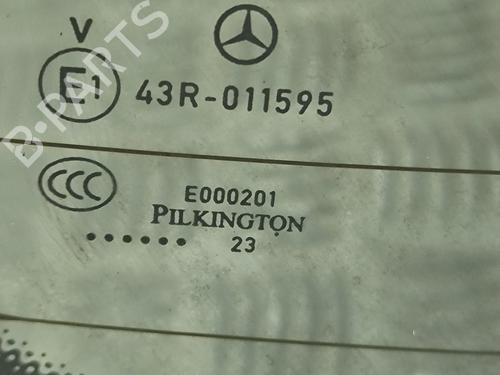 V
E1 43R-011595
CCC
E000201
PILKINGTON
...... 23
B-PARTS